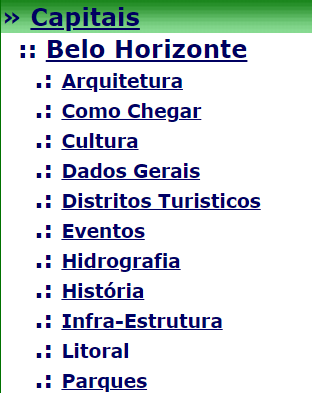 » Capitais
:: Belo Horizonte
.: Arquitetura
.: Como Chegar
.: Cultura
.: Dados Gerais
.: Distritos Turisticos
.: Eventos
.: Hidrografia
.: História
.: Infra-Estrutura
.: Litoral
.: Parques